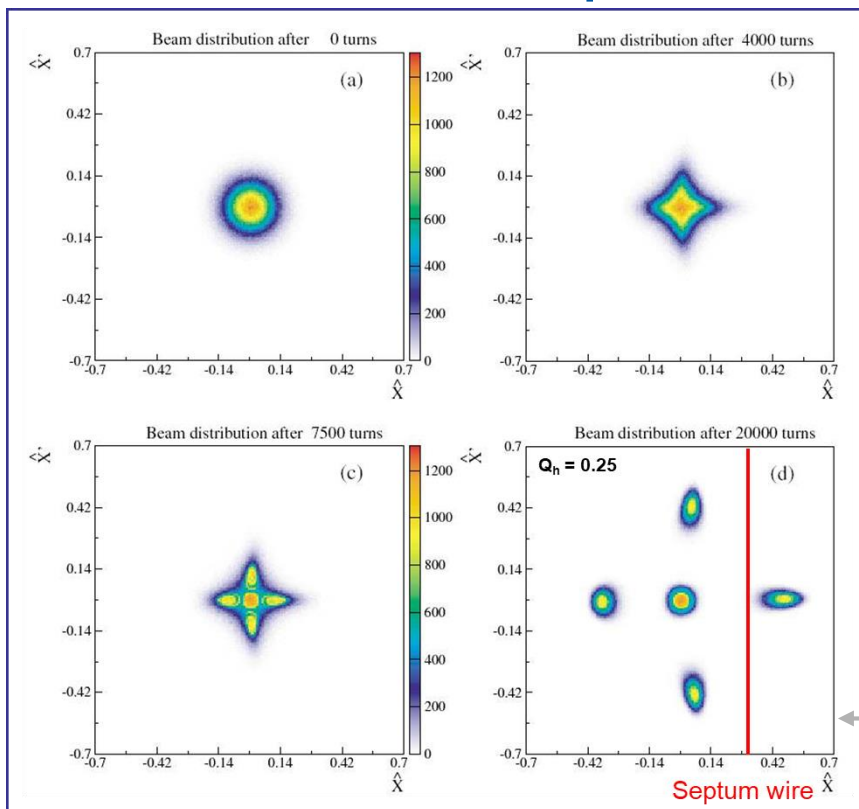 Beam distribution after 0 turns
X̂'
(a)
0.7
0.42
0.14
-0.14
-0.42
-0.7
-0.7 -0.42 -0.14 0.14 0.42 0.7
X̂
1200
1000
800
600
400
200
0
Beam distribution after 4000 turns
X̂'
(b)
0.7
0.42
0.14
-0.14
-0.42
-0.7
-0.7 -0.42 -0.14 0.14 0.42 0.7
X̂
Beam distribution after 7500 turns
X̂'
(c)
0.7
0.42
0.14
-0.14
-0.42
-0.7
-0.7 -0.42 -0.14 0.14 0.42 0.7
X̂
1200
1000
800
600
400
200
0
Beam distribution after 20000 turns
X̂'
Qh = 0.25
(d)
0.7
0.42
0.14
-0.14
-0.42
-0.7
-0.7 -0.42 -0.14 0.14 0.42 0.7
X̂
Septum wire